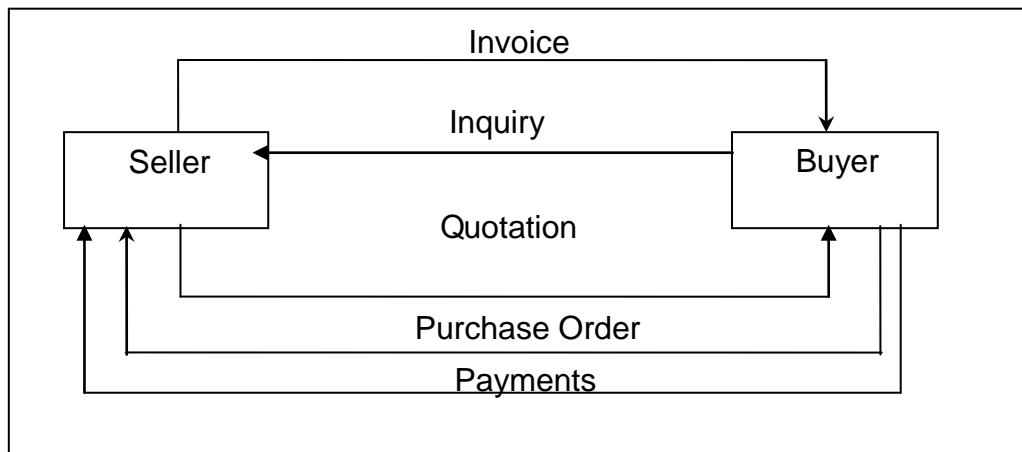 Invoice
Inquiry
Seller
Buyer
Quotation
Purchase Order
Payments